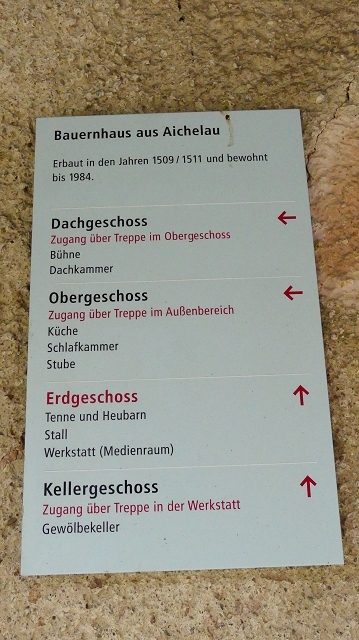 Bauernhaus aus Aichelau
Erbaut in den Jahren 1509 / 1511 und bewohnt
bis 1984.
Dachgeschoss
Zugang über Treppe im Obergeschoss
Bühne
Dachkammer
Obergeschoss
Zugang über Treppe im Außenbereich
Küche
Schlafkammer
Stube
Erdgeschoss
Tenne und Heubarn
Stall
Werkstatt (Medienraum)
Kellergeschoss
Zugang über Treppe in der Werkstatt
Gewölbekeller